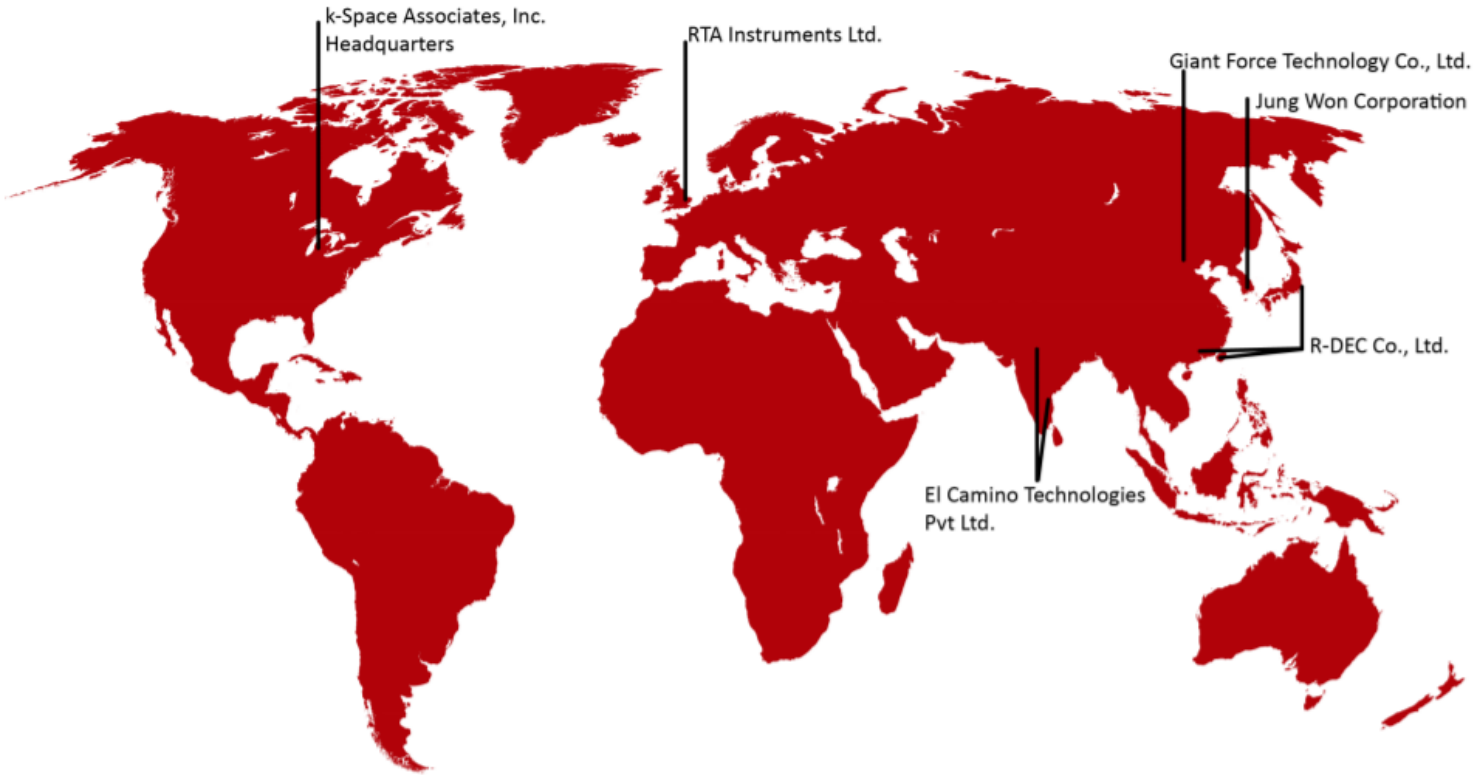 k-Space Associates, Inc.
Headquarters
RTA Instruments Ltd.
Giant Force Technology Co., Ltd.
Jung Won Corporation
R-DEC Co., Ltd.
El Camino Technologies
Pvt Ltd.